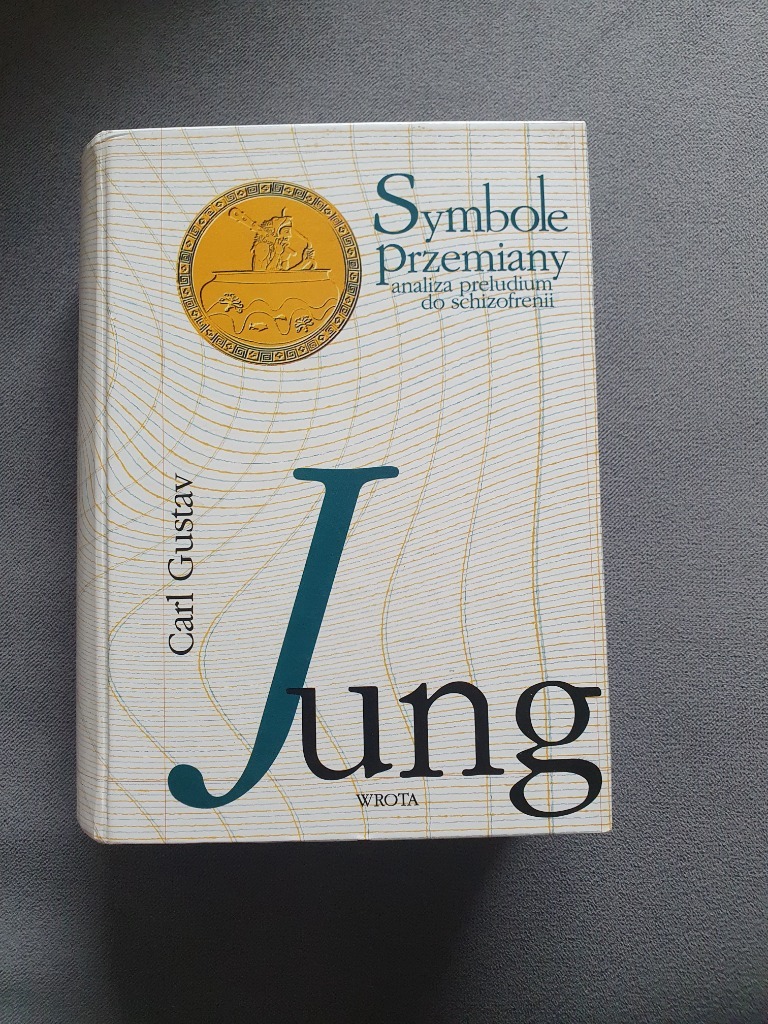 Symbole
przemiany
analiza preludium
do schizofrenii
Carl Gustav
Jung
WROTA